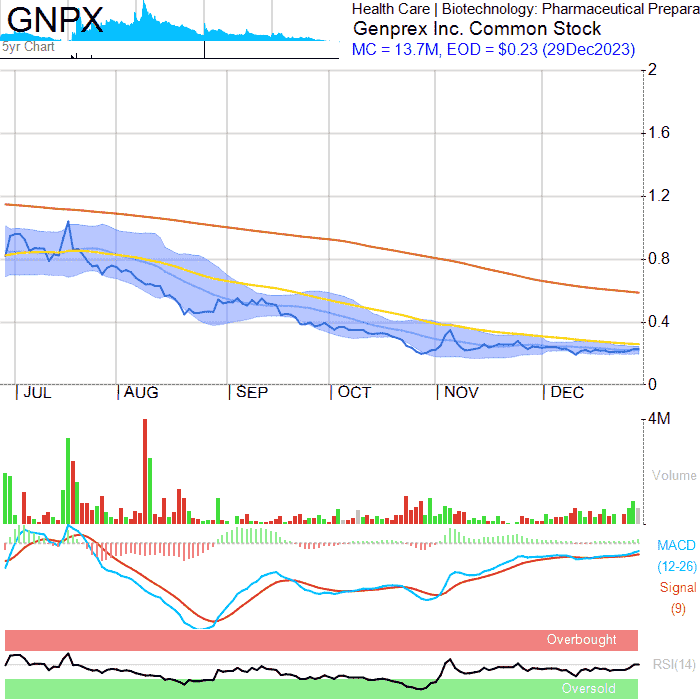 GNPX
5yr Chart
Health Care | Biotechnology: Pharmaceutical Prepara
Genprex Inc. Common Stock
MC = 13.7M, EOD = $0.23 (29Dec2023)
2
1.6
1.2
0.8
0.4
0
JUL AUG SEP OCT NOV DEC
4M
Volume
MACD
(12-26)
Signal
(9)
Overbought
RSI(14)
Oversold